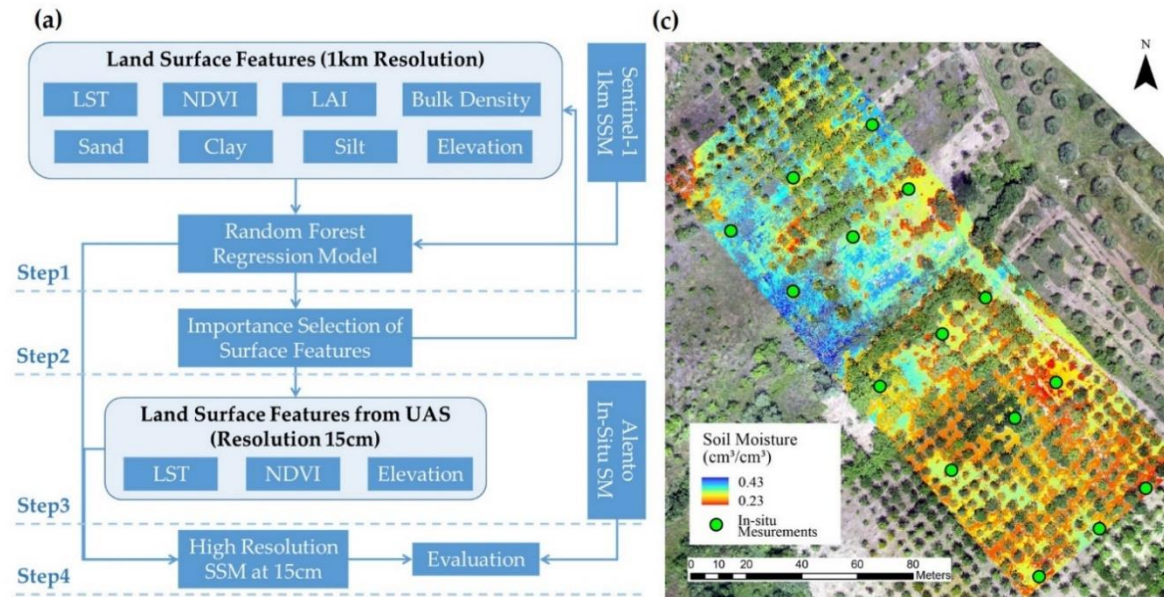 (a)
Land Surface Features (1km Resolution)
LST
NDVI
LAI
Bulk Density
Sand
Clay
Silt
Elevation
Sentinel-1
1km SSM
Random Forest
Regression Model
Step1
Importance Selection of
Surface Features
Step2
Land Surface Features from UAS
(Resolution 15cm)
LST
NDVI
Elevation
Alento
In-Situ SM
Step3
High Resolution
SSM at 15cm
Evaluation
Step4
(c)
N
Soil Moisture
(cm³/cm³)
0.43
0.23
In-situ
Mesurements
0 10 20 40 60 80
Meters